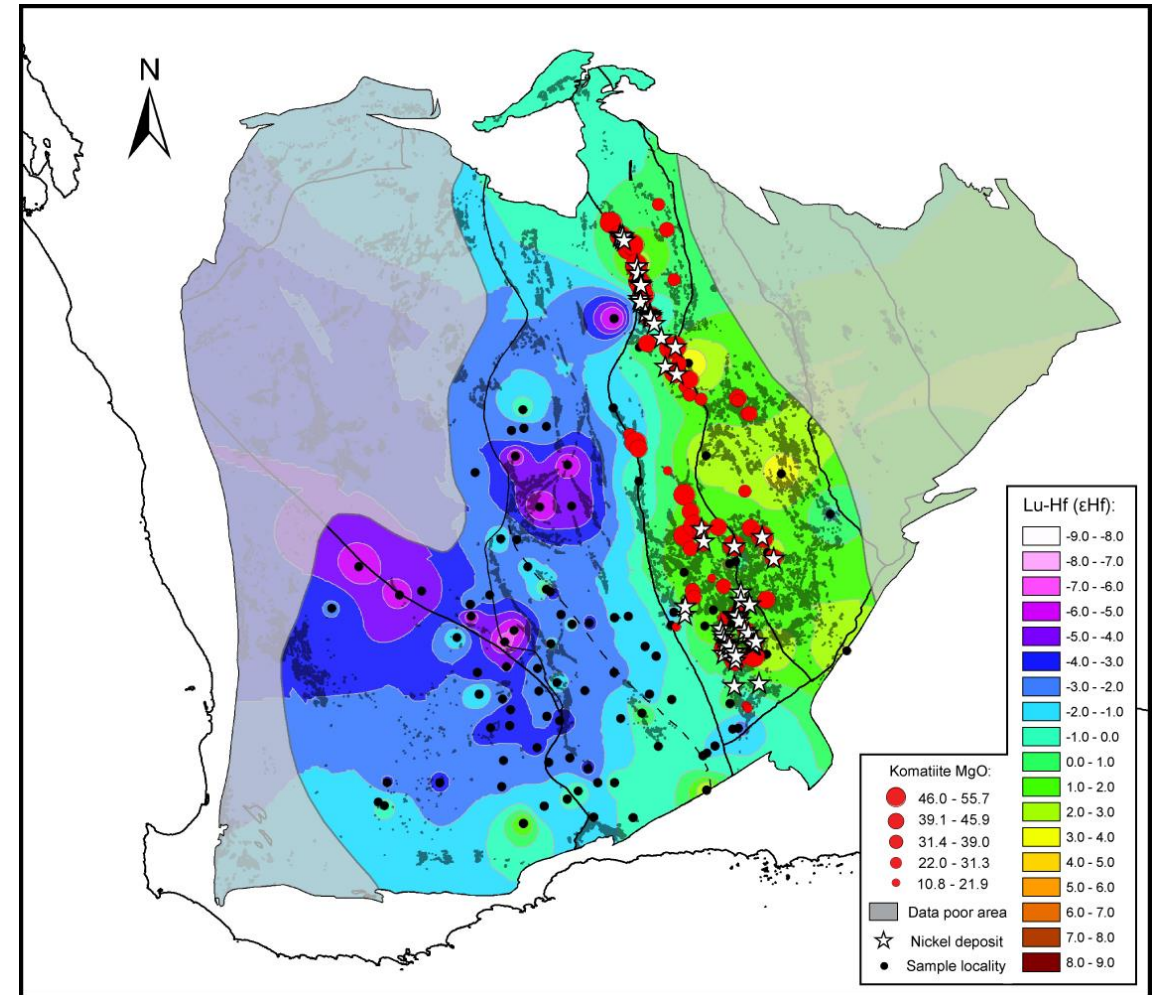 N
Lu-Hf (εHf):
-9.0 - -8.0
-8.0 - -7.0
-7.0 - -6.0
-6.0 - -5.0
-5.0 - -4.0
-4.0 - -3.0
-3.0 - -2.0
-2.0 - -1.0
-1.0 - 0.0
0.0 - 1.0
1.0 - 2.0
2.0 - 3.0
3.0 - 4.0
4.0 - 5.0
5.0 - 6.0
6.0 - 7.0
7.0 - 8.0
8.0 - 9.0
Komatiite MgO:
46.0 - 55.7
39.1 - 45.9
31.4 - 39.0
22.0 - 31.3
10.8 - 21.9
Data poor area
Nickel deposit
Sample locality